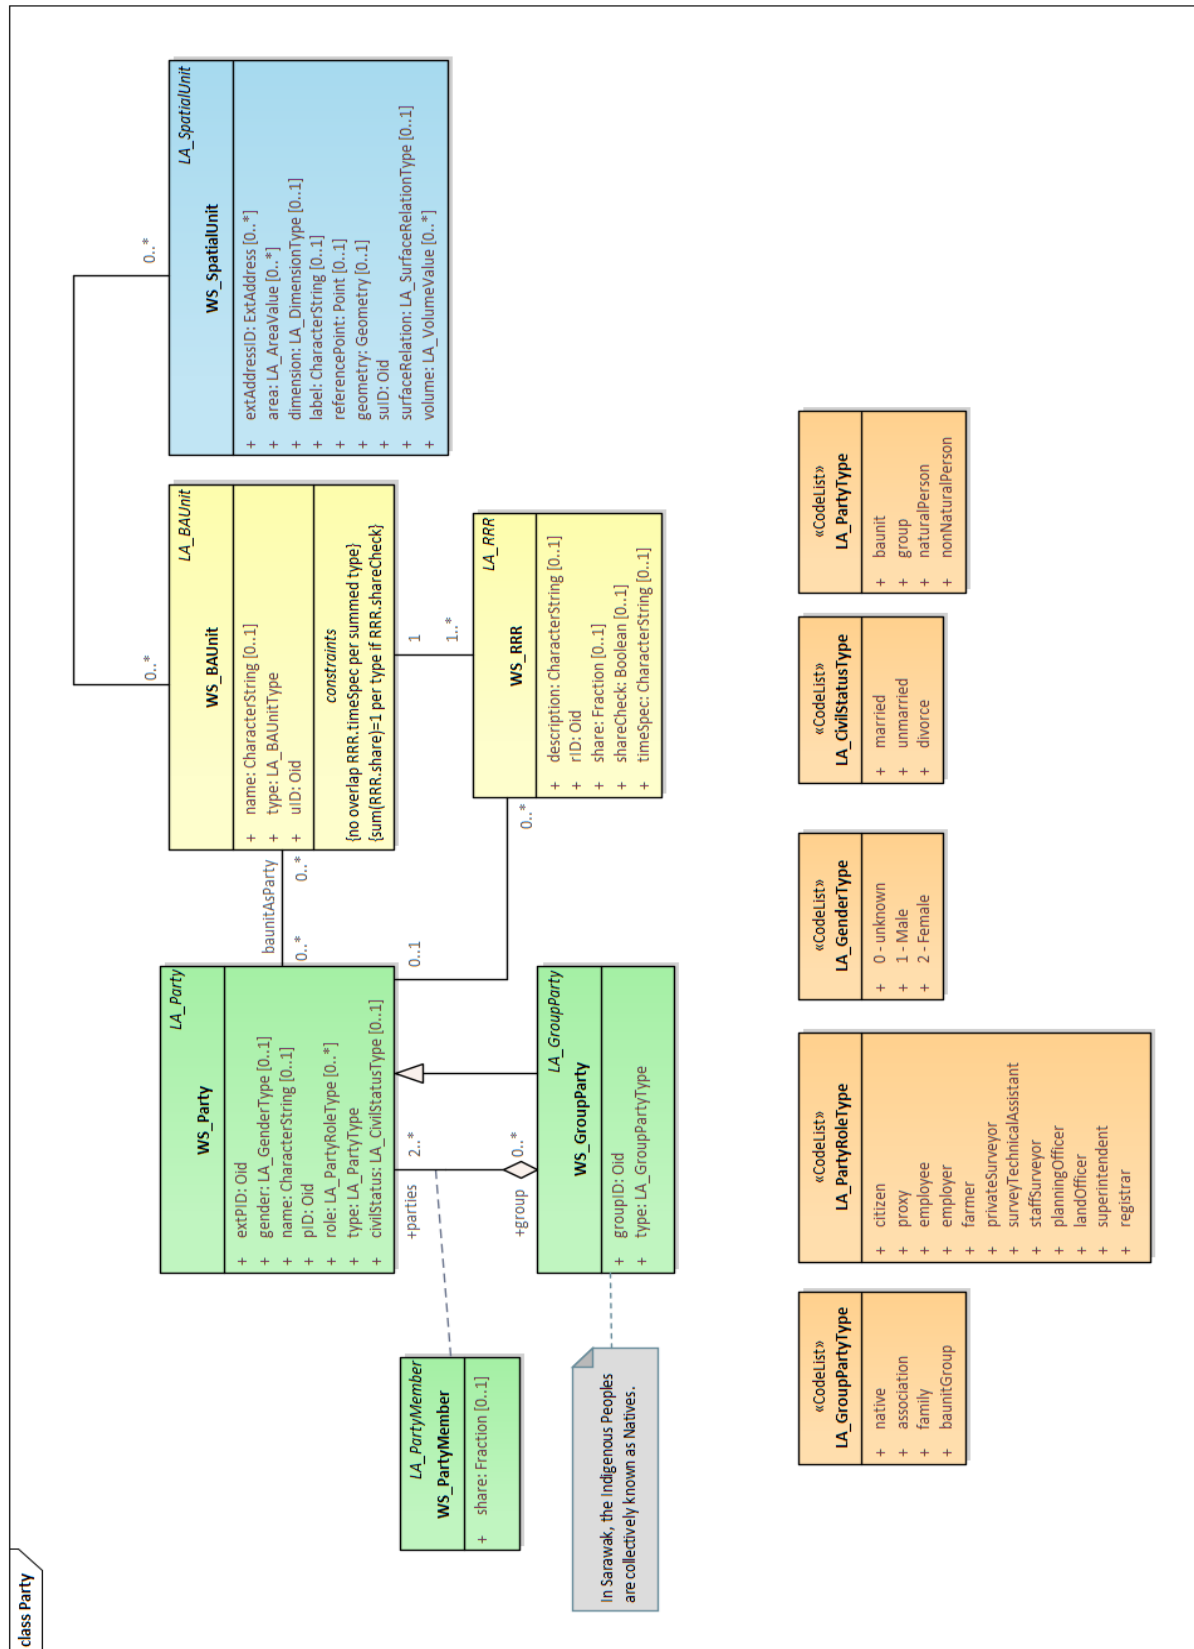 class Party
LA_PartyMember
WS_PartyMember
+ share: Fraction [0..1]
LA_Party
WS_Party
+ extPID: Oid
+ gender: LA_GenderType [0..1]
+ name: CharacterString [0..1]
+ pID: Oid
+ role: LA_PartyRoleType [0..*]
+ type: LA_PartyType
+ civilStatus: LA_CivilStatusType [0..1]
baunitAsParty
0..*
0..*
LA_BAUnit
WS_BAUnit
+ name: CharacterString [0..1]
+ type: LA_BAUnitType
+ uID: Oid
constraints
{no overlap RRR.timeSpec per summed type}
{sum(RRR.share)=1 per type if RRR.shareCheck}
0..*
0..*
LA_SpatialUnit
WS_SpatialUnit
+ extAddressID: ExtAddress [0..*]
+ area: LA_AreaValue [0..*]
+ dimension: LA_DimensionType [0..1]
+ label: CharacterString [0..1]
+ referencePoint: Point [0..1]
+ geometry: Geometry [0..1]
+ suID: Oid
+ surfaceRelation: LA_SurfaceRelationType [0..1]
+ volume: LA_VolumeValue [0..*]
+parties
2..*
0..1
+group
0..*
1
1..*
0..*
In Sarawak, the Indigenous Peoples
are collectively known as Natives.
LA_GroupParty
WS_GroupParty
+ groupID: Oid
+ type: LA_GroupPartyType
LA_RRR
WS_RRR
+ description: CharacterString [0..1]
+ rID: Oid
+ share: Fraction [0..1]
+ shareCheck: Boolean [0..1]
+ timeSpec: CharacterString [0..1]
«CodeList»
LA_GroupPartyType
+ native
+ association
+ family
+ baunitGroup
«CodeList»
LA_PartyRoleType
+ citizen
+ proxy
+ employee
+ employer
+ farmer
+ privateSurveyor
+ surveyTechnicalAssistant
+ staffSurveyor
+ planningOfficer
+ landOfficer
+ superintendent
+ registrar
«CodeList»
LA_GenderType
+ 0 - unknown
+ 1 - Male
+ 2 - Female
«CodeList»
LA_CivilStatusType
+ married
+ unmarried
+ divorce
«CodeList»
LA_PartyType
+ baunit
+ group
+ naturalPerson
+ nonNaturalPerson